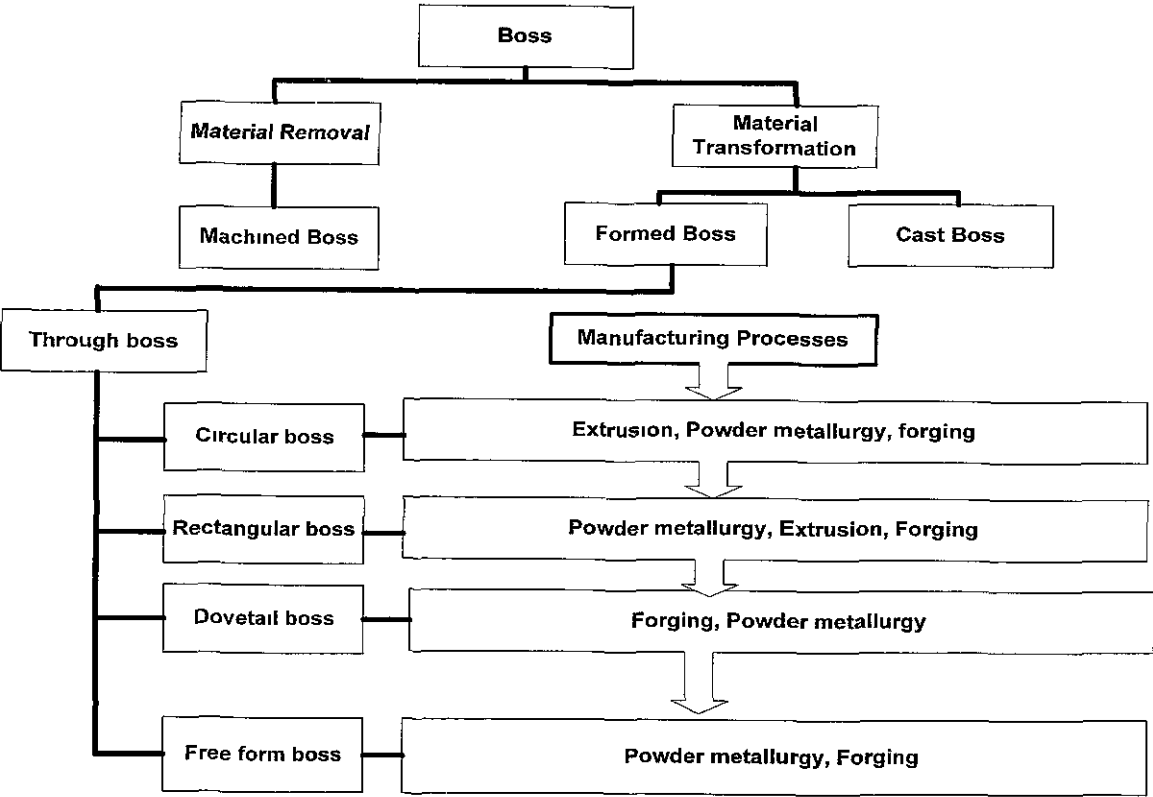 Boss
Material Removal
Material
Transformation
Machined Boss
Formed Boss
Cast Boss
Through boss
Manufacturing Processes
Circular boss
Extrusion, Powder metallurgy, forging
Rectangular boss
Powder metallurgy, Extrusion, Forging
Dovetail boss
Forging, Powder metallurgy
Free form boss
Powder metallurgy, Forging